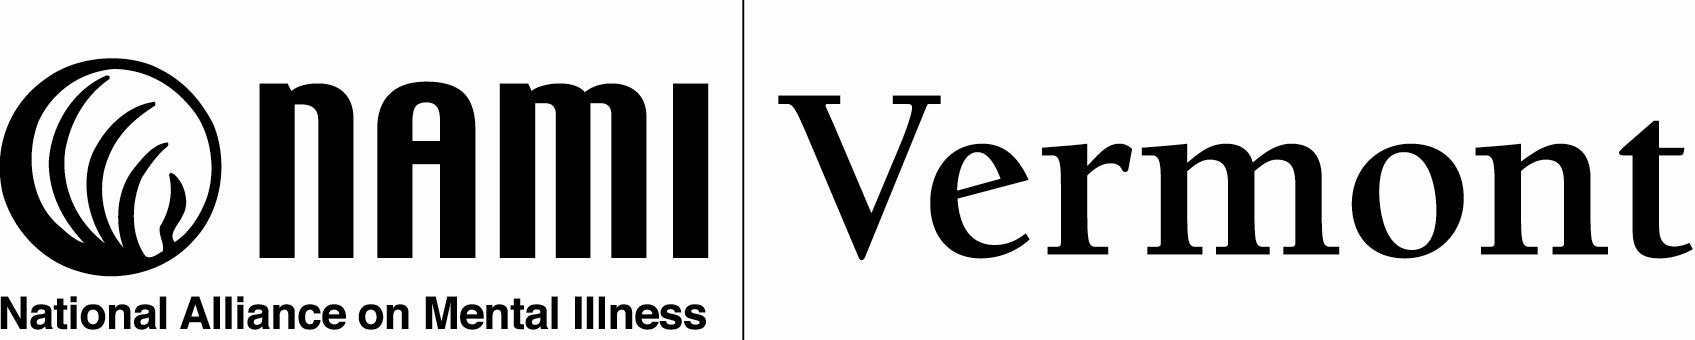 NAMI
National Alliance on Mental Illness
Vermont